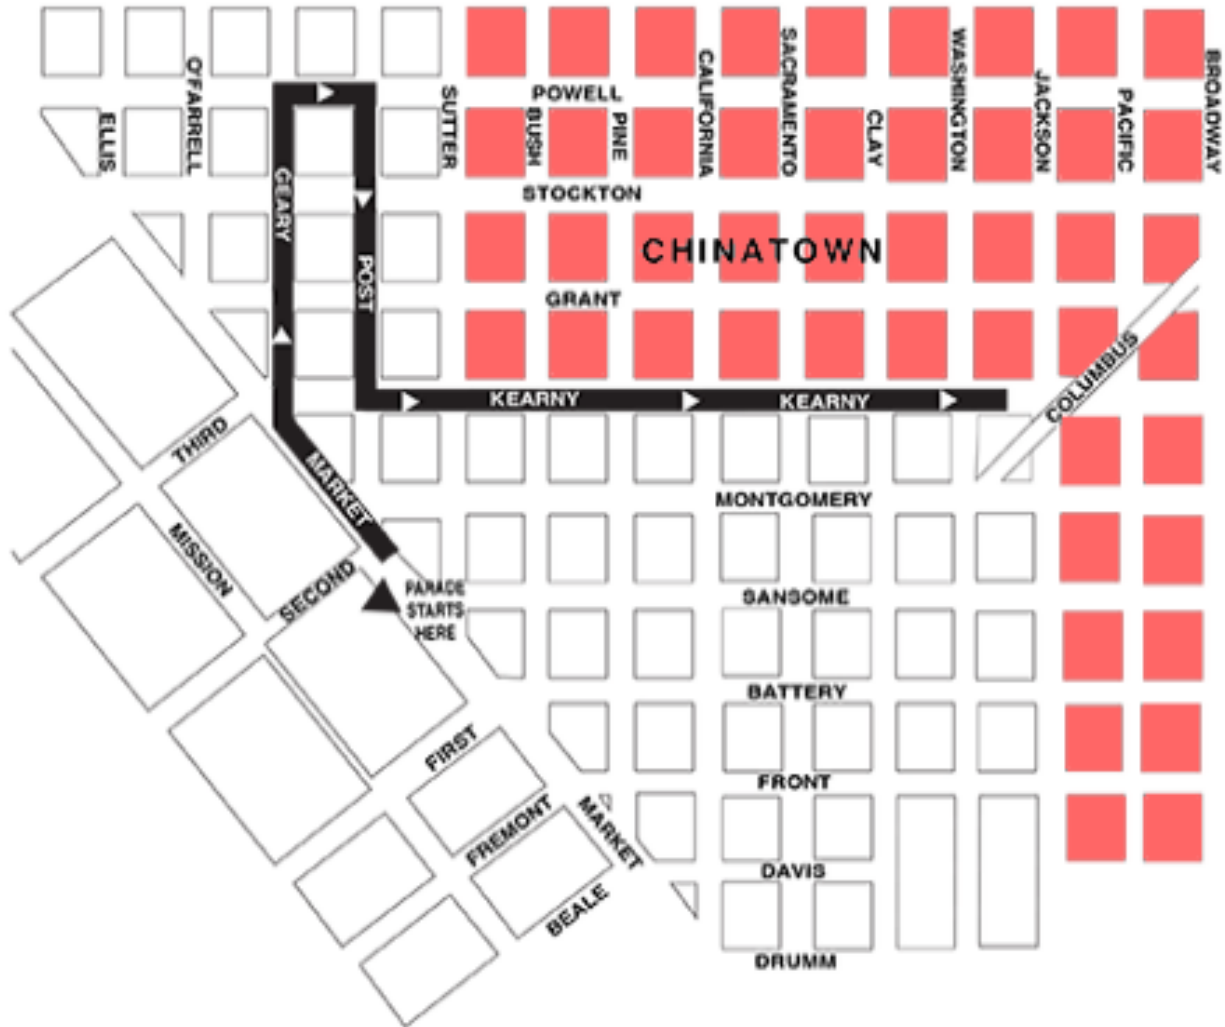 O'FARRELL
ELLIS
SUTTER
POWELL
BUSH
PINE
CALIFORNIA
SACRAMENTO
CLAY
WASHINGTON
JACKSON
PACIFIC
BROADWAY
STOCKTON
GEARY
POST
CHINATOWN
GRANT
COLUMBUS
KEARNY
KEARNY
THIRD
MARKET
MISSION
SECOND
MONTGOMERY
PARADE
STARTS
HERE
SANSOME
BATTERY
FIRST
FRONT
FREMONT
MARKET
DAVIS
BEALE
DRUMM